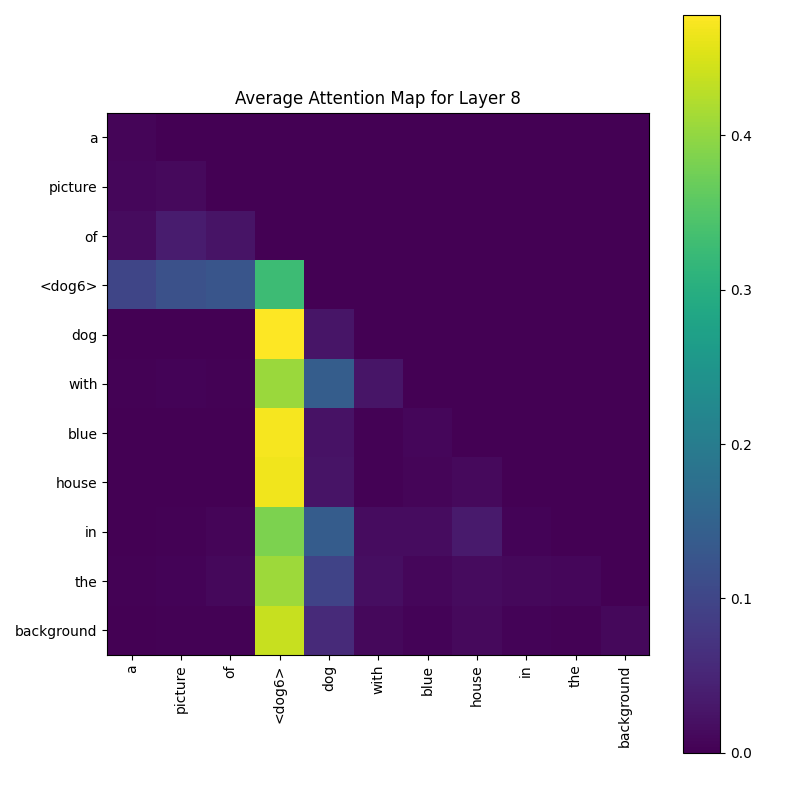 Average Attention Map for Layer 8
a
picture
of
<dog6>
dog
with
blue
house
in
the
background
a
picture
of
<dog6>
dog
with
blue
house
in
the
background
0.4
0.3
0.2
0.1
0.0